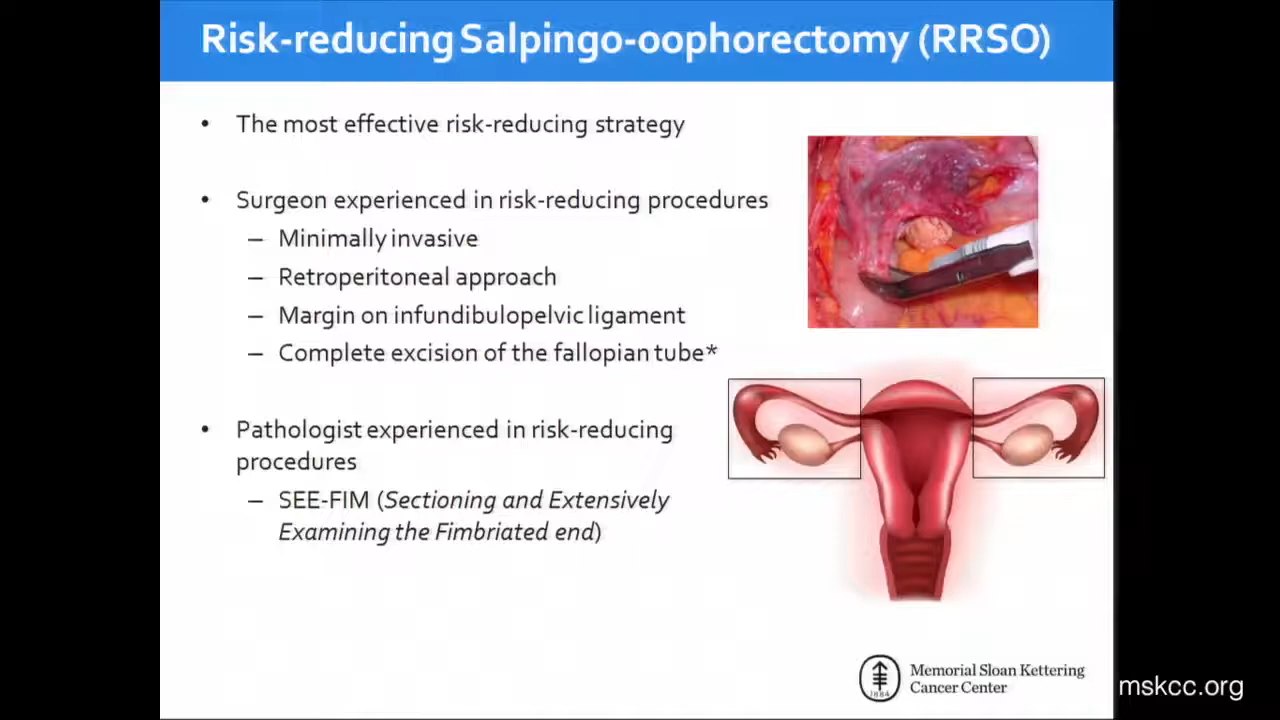 Risk-reducing Salpingo-oophorectomy (RRSO)
• The most effective risk-reducing strategy
• Surgeon experienced in risk-reducing procedures
– Minimally invasive
– Retroperitoneal approach
– Margin on infundibulopelvic ligament
– Complete excision of the fallopian tube*
• Pathologist experienced in risk-reducing
procedures
– SEE-FIM (Sectioning and Extensively
Examining the Fimbriated end)
1884
Memorial Sloan Kettering
Cancer Center
mskcc.org